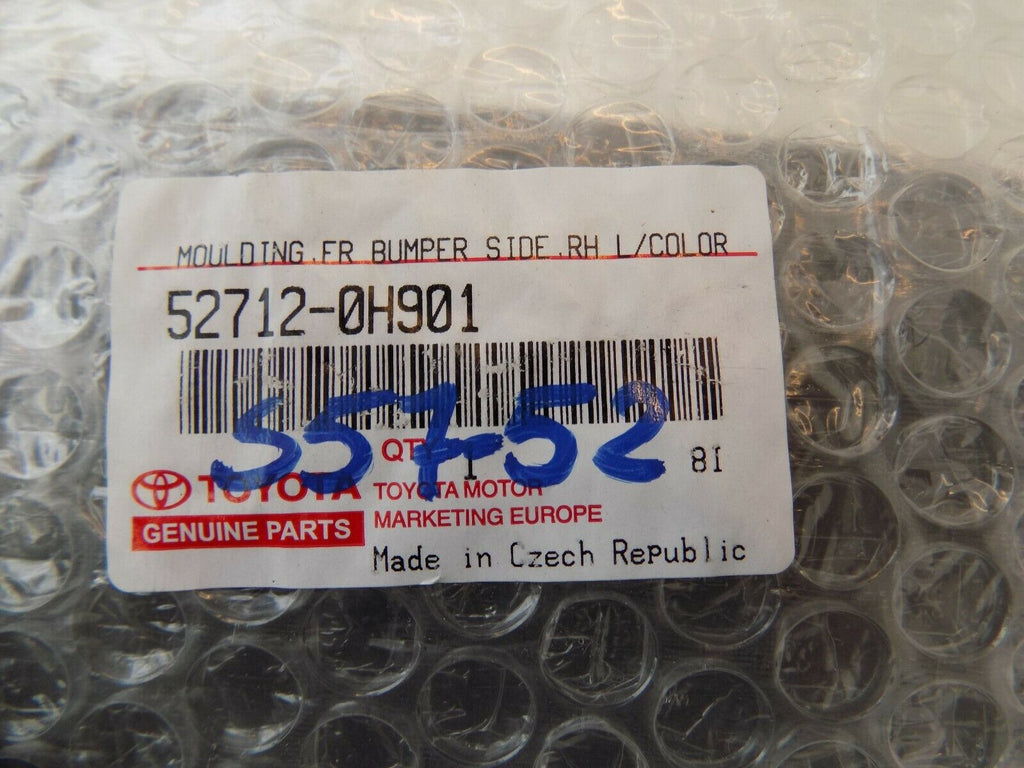 MOULDING,FR BUMPER SIDE,RH L/COLOR
52712-0H901
55752
QTY 1 8I
TOYOTA TOYOTA MOTOR
GENUINE PARTS MARKETING EUROPE
Made in Czech Republic